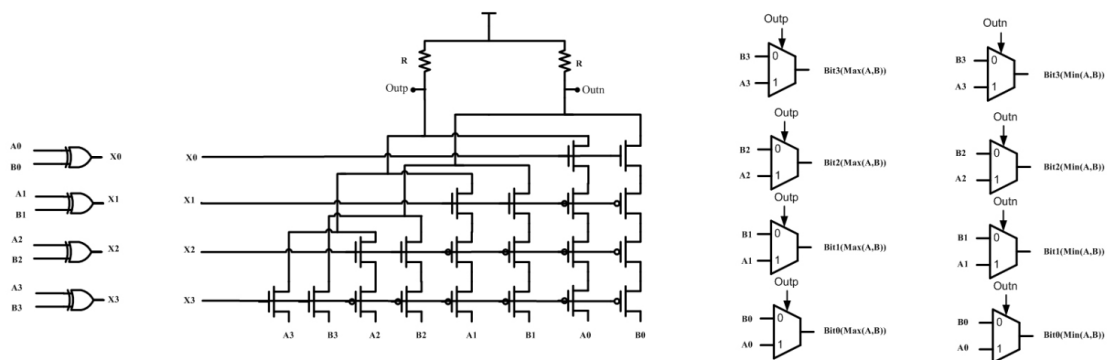 A0
B0
X0
A1
B1
X1
A2
B2
X2
A3
B3
X3
R
R
Outp
Outn
X0
X1
X2
X3
A3
B3
A2
B2
A1
B1
A0
B0
Outp
B3
0
A3
1
Bit3(Max(A,B))
Outp
B2
0
A2
1
Bit2(Max(A,B))
Outp
B1
0
A1
1
Bit1(Max(A,B))
Outp
B0
0
A0
1
Bit0(Max(A,B))
Outn
B3
0
A3
1
Bit3(Min(A,B))
Outn
B2
0
A2
1
Bit2(Min(A,B))
Outn
B1
0
A1
1
Bit1(Min(A,B))
Outn
B0
0
A0
1
Bit0(Min(A,B))